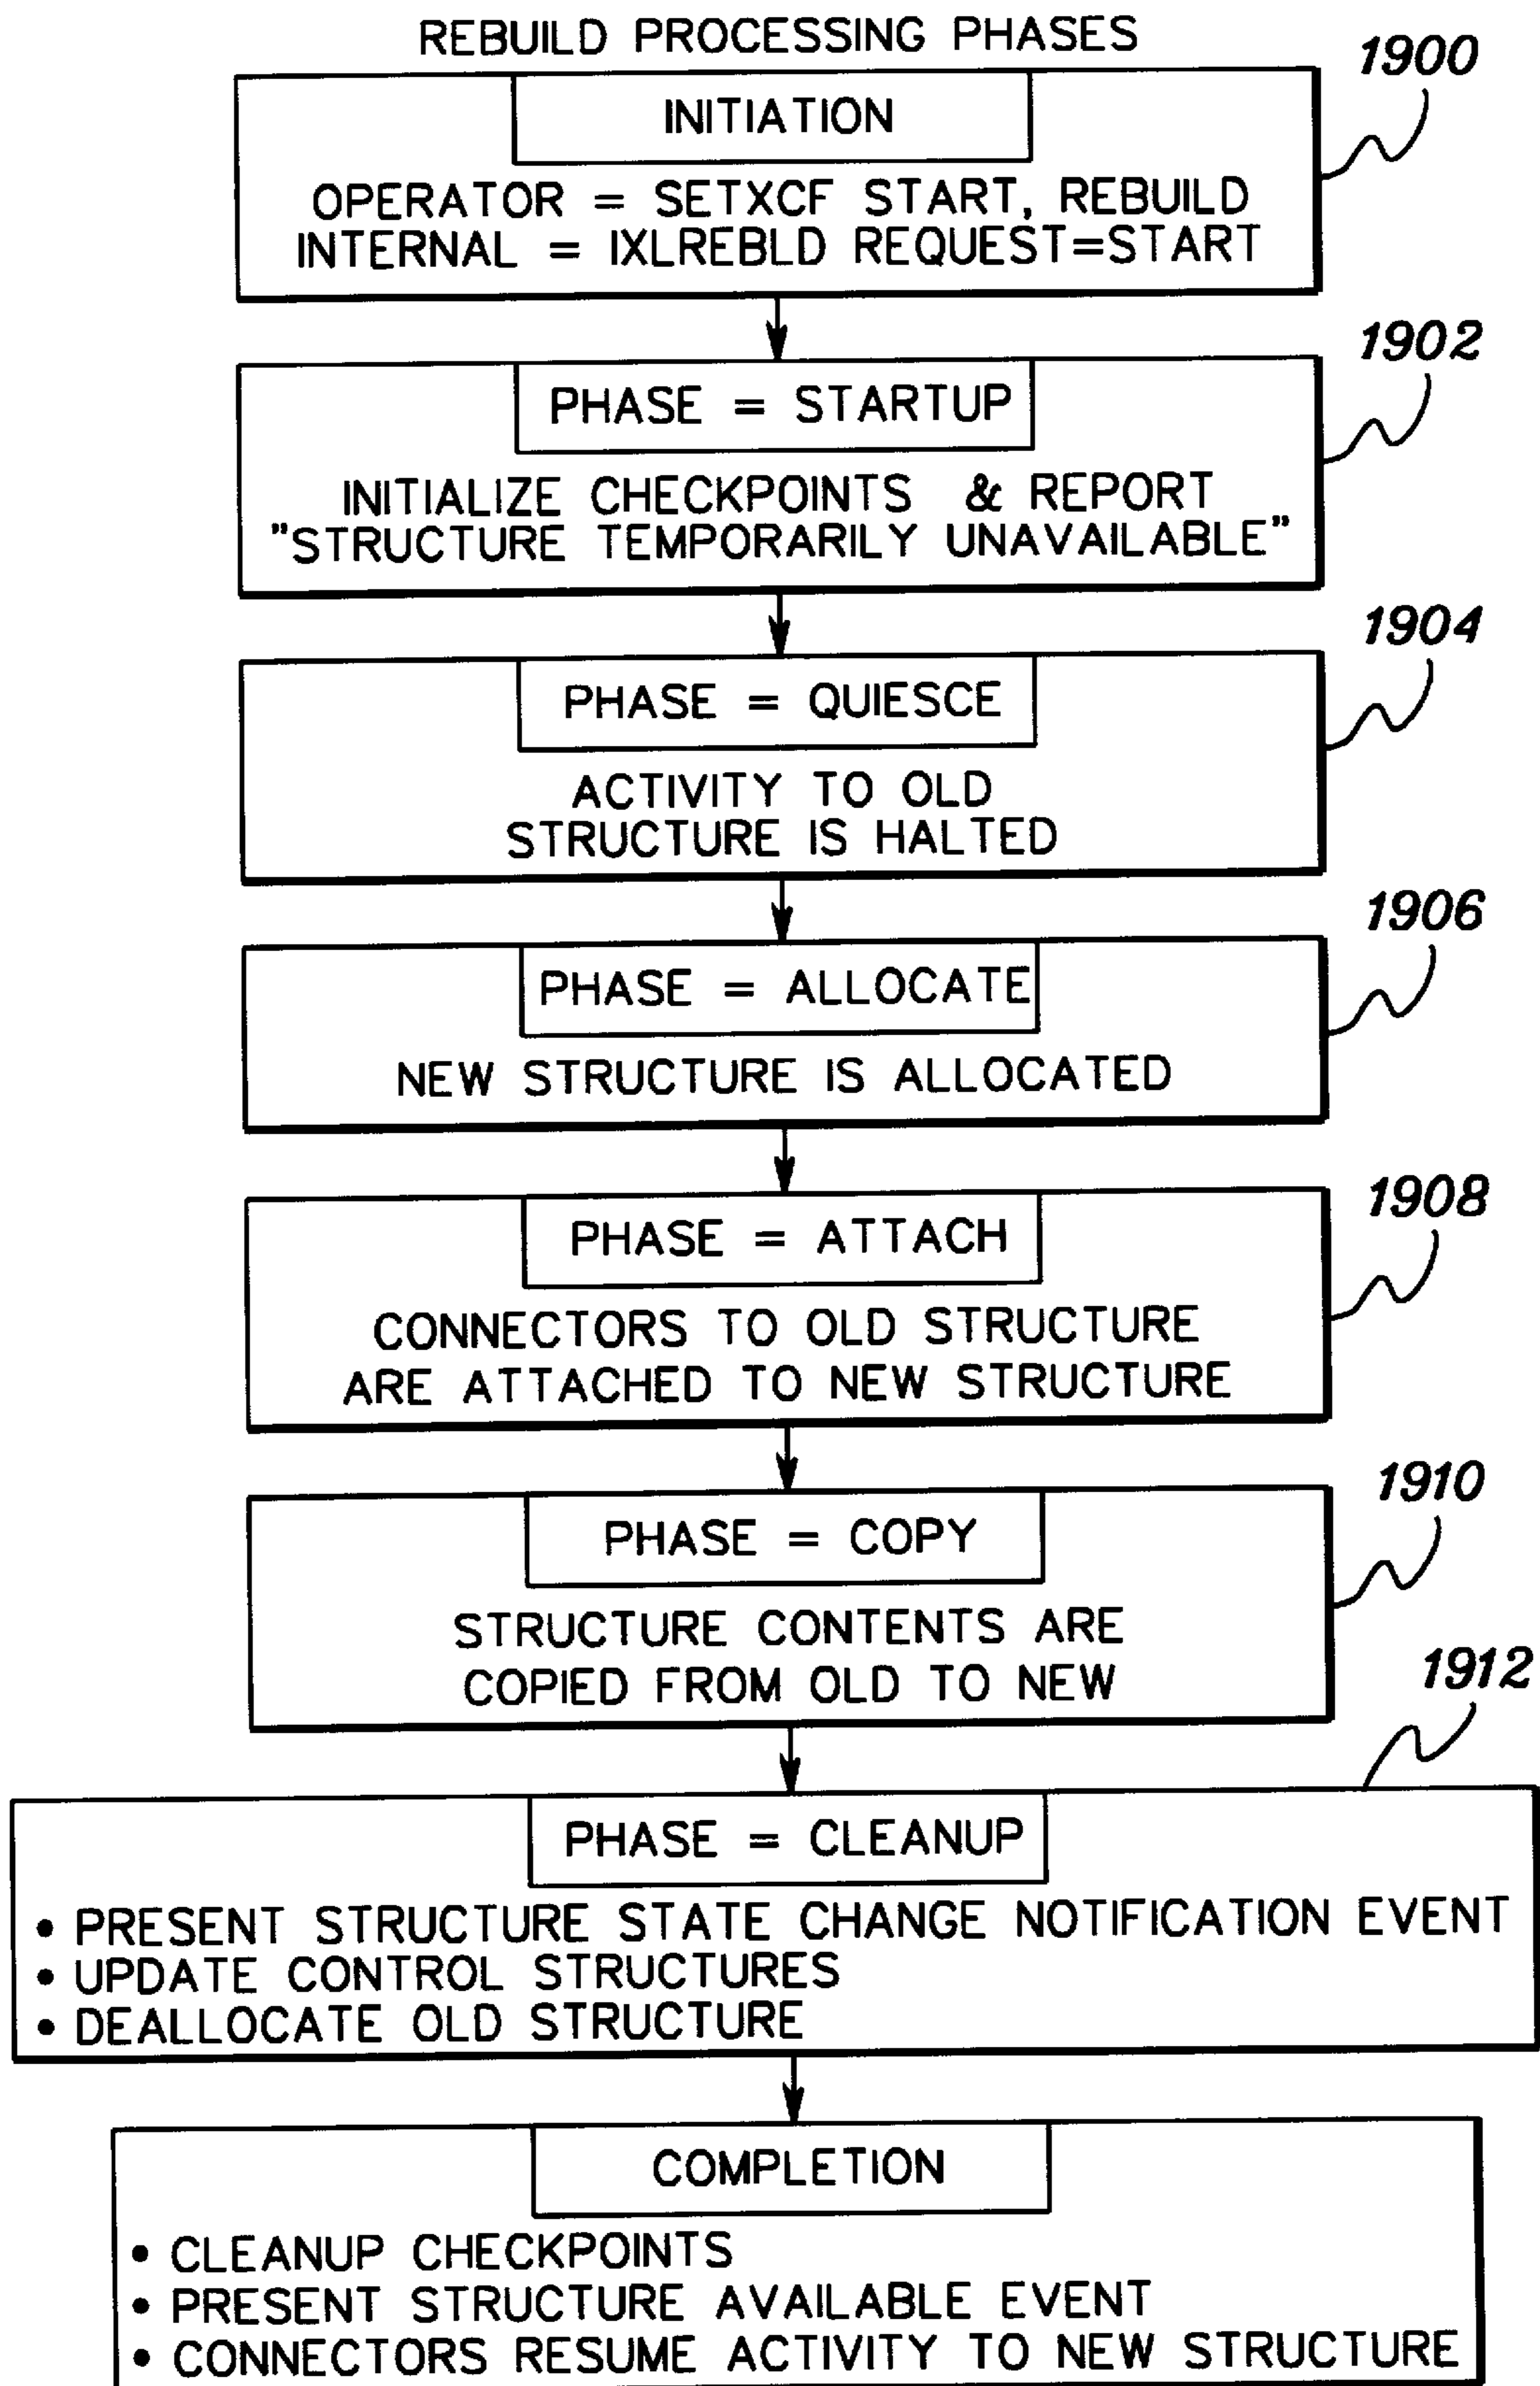 REBUILD PROCESSING PHASES
1900
INITIATION
OPERATOR = SETXCF START, REBUILD
INTERNAL = IXLREBLD REQUEST=START
1902
PHASE = STARTUP
INITIALIZE CHECKPOINTS & REPORT
"STRUCTURE TEMPORARILY UNAVAILABLE"
1904
PHASE = QUIESCE
ACTIVITY TO OLD
STRUCTURE IS HALTED
1906
PHASE = ALLOCATE
NEW STRUCTURE IS ALLOCATED
1908
PHASE = ATTACH
CONNECTORS TO OLD STRUCTURE
ARE ATTACHED TO NEW STRUCTURE
1910
PHASE = COPY
STRUCTURE CONTENTS ARE
COPIED FROM OLD TO NEW
1912
PHASE = CLEANUP
• PRESENT STRUCTURE STATE CHANGE NOTIFICATION EVENT
• UPDATE CONTROL STRUCTURES
• DEALLOCATE OLD STRUCTURE
COMPLETION
• CLEANUP CHECKPOINTS
• PRESENT STRUCTURE AVAILABLE EVENT
• CONNECTORS RESUME ACTIVITY TO NEW STRUCTURE